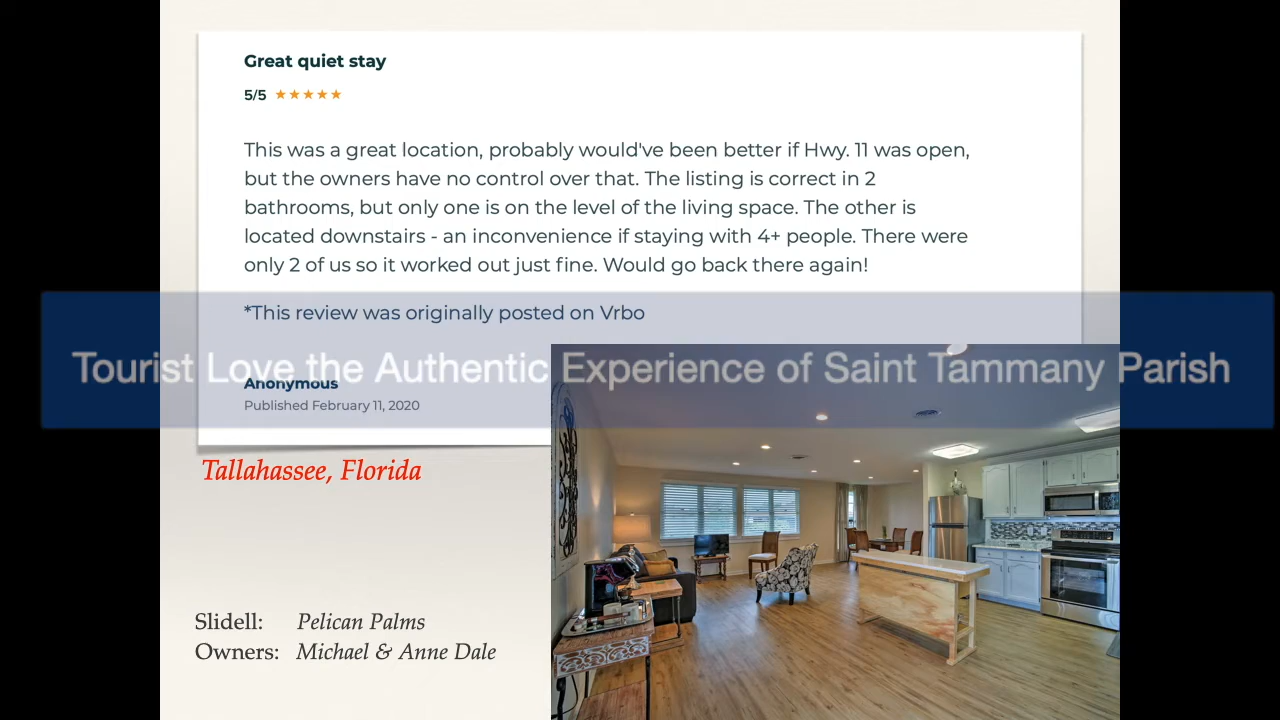 Great quiet stay
5/5 ★★★★★
This was a great location, probably would've been better if Hwy. 11 was open,
but the owners have no control over that. The listing is correct in 2
bathrooms, but only one is on the level of the living space. The other is
located downstairs - an inconvenience if staying with 4+ people. There were
only 2 of us so it worked out just fine. Would go back there again!
*This review was originally posted on Vrbo
Tourist Love the Authentic Experience of Saint Tammany Parish
Anonymous
Published February 11, 2020
Tallahassee, Florida
Slidell: Pelican Palms
Owners: Michael & Anne Dale